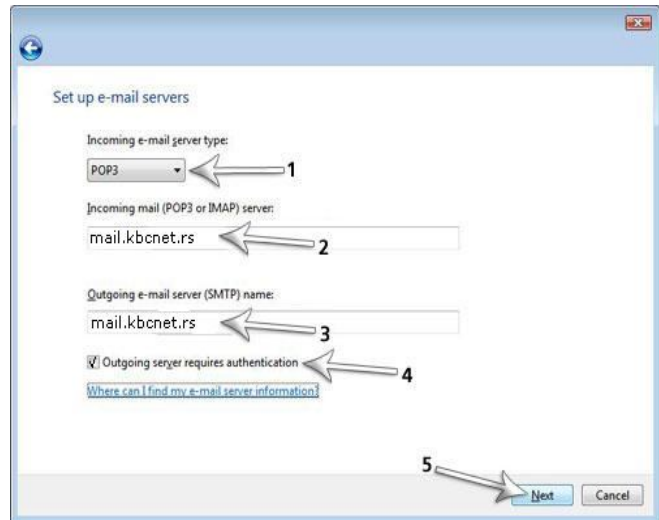 Set up e-mail servers
Incoming e-mail server type:
POP3
1
Incoming mail (POP3 or IMAP) server:
mail.kbcnet.rs
2
Outgoing e-mail server (SMTP) name:
mail.kbcnet.rs
3
Outgoing server requires authentication
4
Where can I find my e-mail server information?
5
Next Cancel